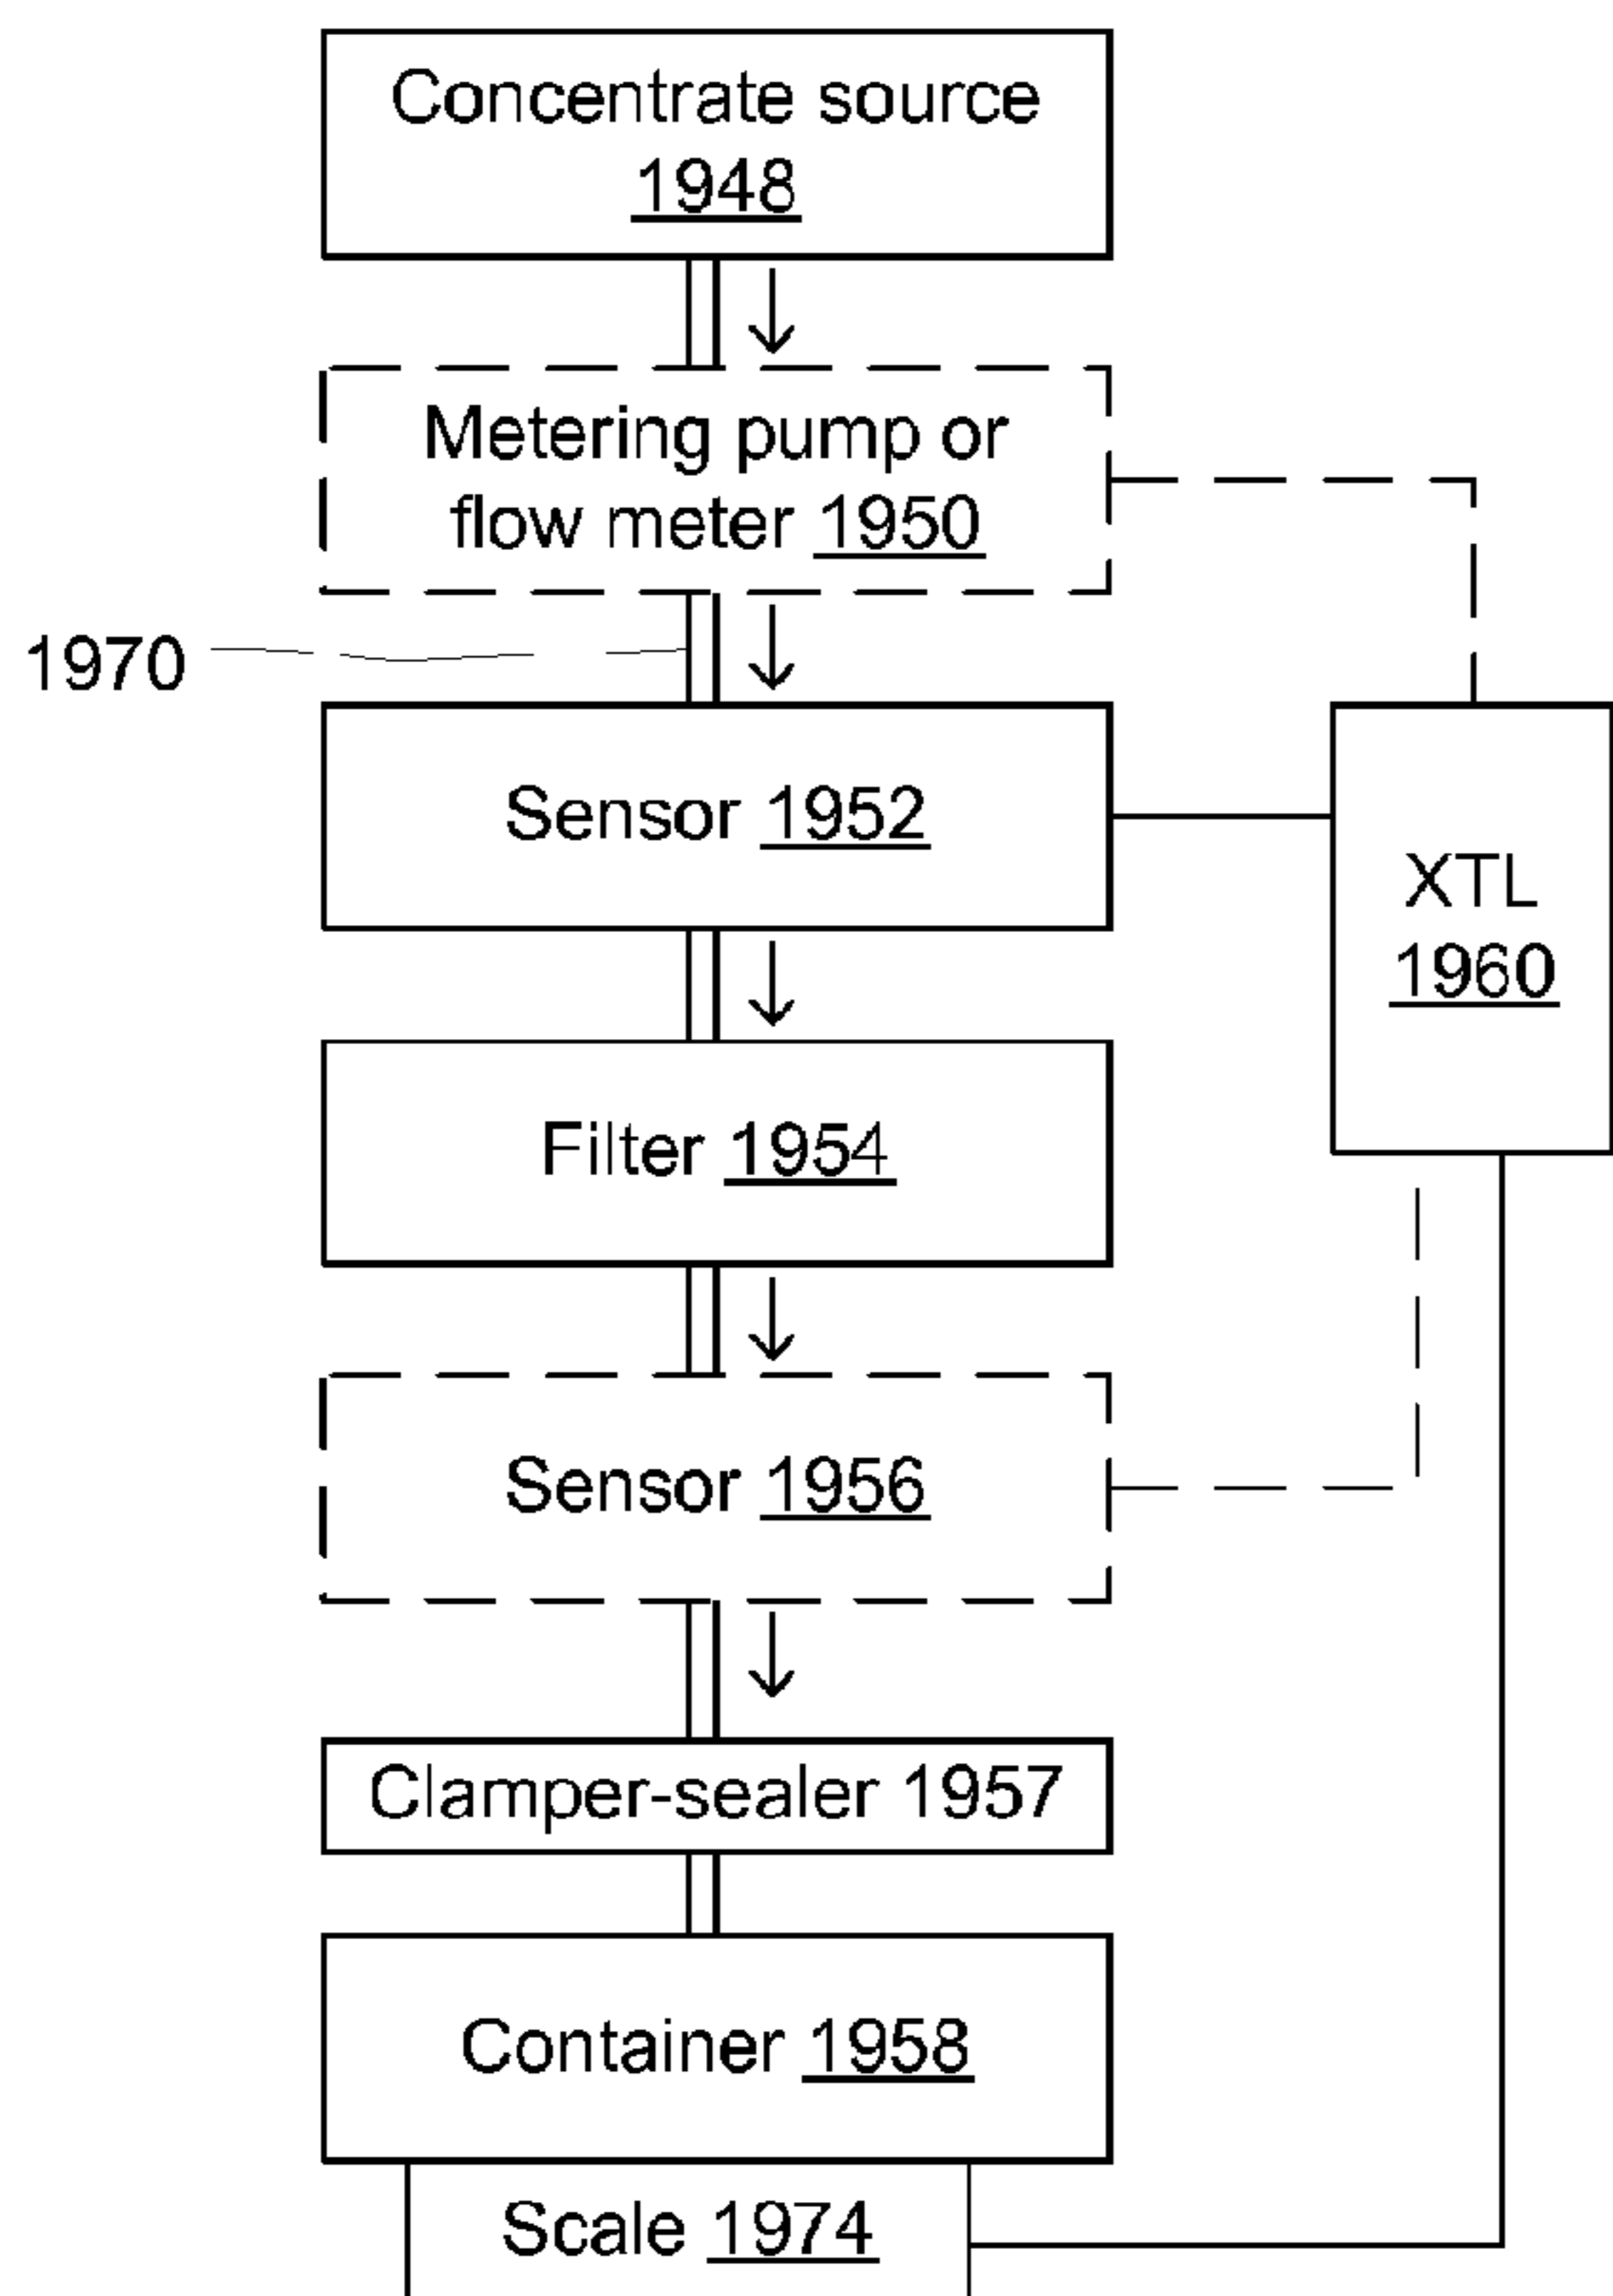 Concentrate source
1948
Metering pump or
flow meter 1950
1970
Sensor 1952
XTL
1960
Filter 1954
Sensor 1956
Clamper-sealer 1957
Container 1958
Scale 1974